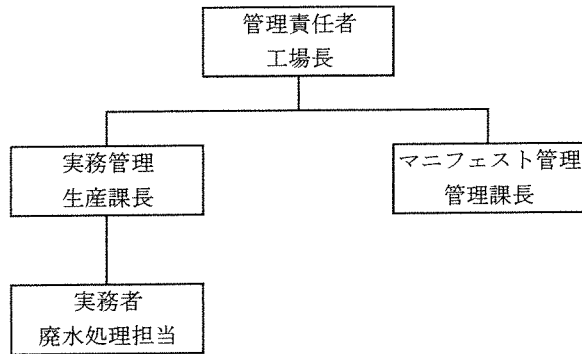 管理責任者
工場長
実務管理
生産課長
マニフェスト管理
管理課長
実務者
廃水処理担当